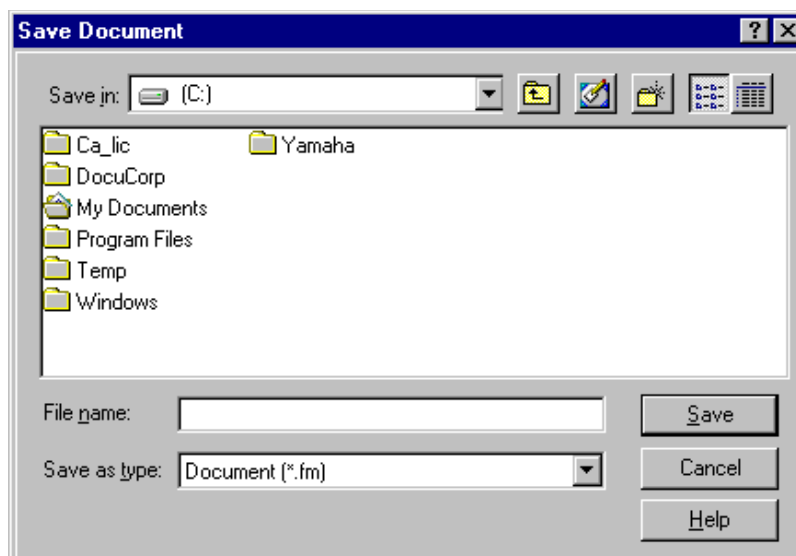 Save Document
Save in: (C:)
Ca_lic Yamaha
DocuCorp
My Documents
Program Files
Temp
Windows
File name: Save
Save as type: Document (*.fm) Cancel
Help